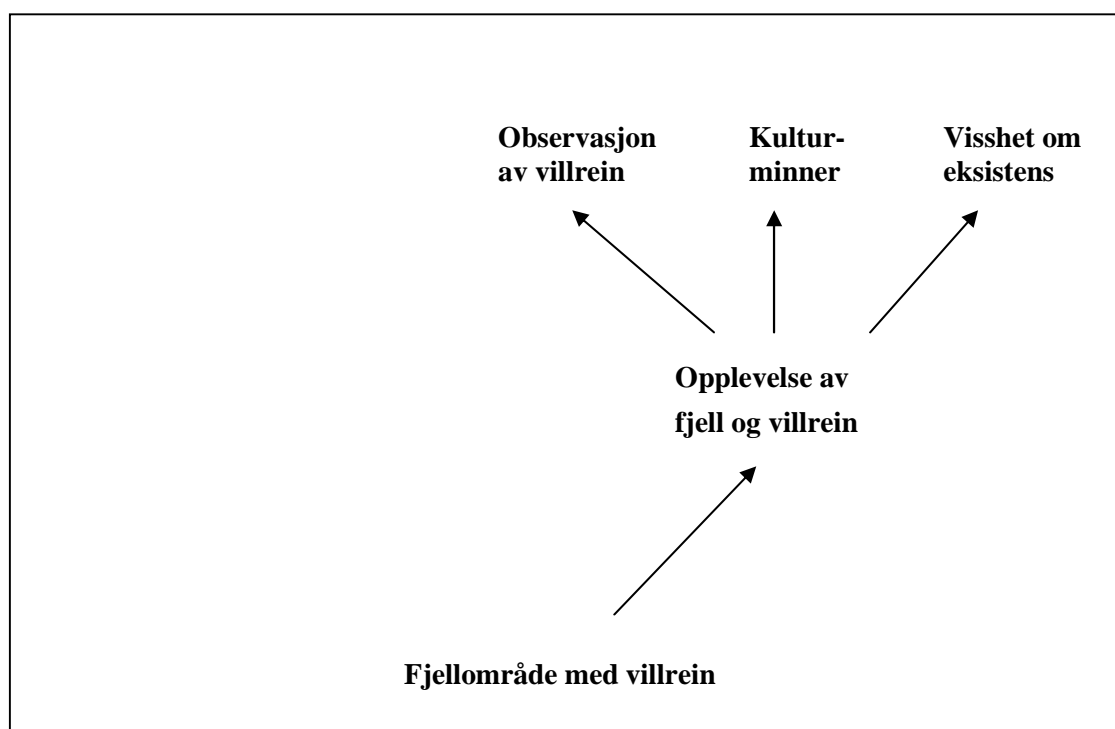 Observasjon
av villrein
Kultur-
minner
Visshet om
eksistens
Opplevelse av
fjell og villrein
Fjellområde med villrein